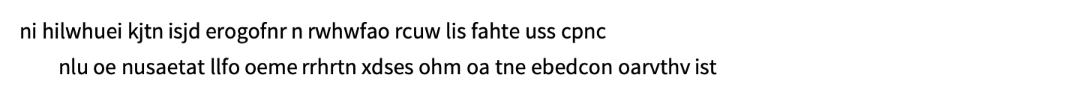 ni hilwhuei kjtn isjd erogofnr n rwhwfao rcuw lis fahte uss cpnc
nlu oe nusaetat llfo oeme rrhrtn xdses ohm oa tne ebedcon oarvthv ist